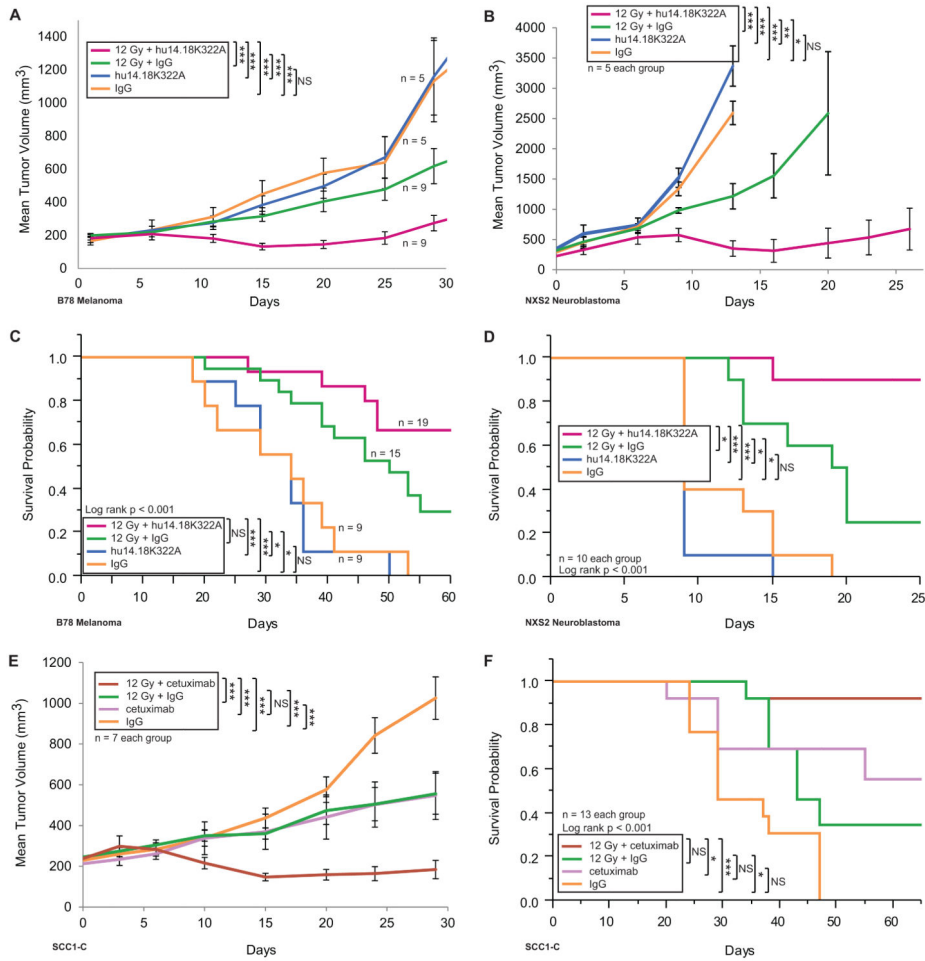 A
Mean Tumor Volume (mm³)
1400
1200
1000
800
600
400
200
0
12 Gy + hu14.18K322A
12 Gy + IgG
hu14.18K322A
IgG
***
***
***
***
***
NS
n = 5
n = 5
n = 9
n = 9
0 5 10 15 20 25 30
Days
B78 Melanoma
B
Mean Tumor Volume (mm³)
4000
3500
3000
2500
2000
1500
1000
500
0
12 Gy + hu14.18K322A
12 Gy + IgG
hu14.18K322A
IgG
***
***
***
**
*
NS
n = 5 each group
0 5 10 15 20 25
Days
NXS2 Neuroblastoma
C
Survival Probability
1.0
0.8
0.6
0.4
0.2
0.0
n = 19
n = 15
n = 9
n = 9
Log rank p < 0.001
12 Gy + hu14.18K322A
12 Gy + IgG
hu14.18K322A
IgG
NS
***
***
*
*
NS
0 10 20 30 40 50 60
Days
B78 Melanoma
D
Survival Probability
1.0
0.8
0.6
0.4
0.2
0.0
12 Gy + hu14.18K322A
12 Gy + IgG
hu14.18K322A
IgG
*
***
***
*
*
NS
n = 10 each group
Log rank p < 0.001
0 5 10 15 20 25
Days
NXS2 Neuroblastoma
E
Mean Tumor Volume (mm³)
1200
1000
800
600
400
200
0
12 Gy + cetuximab
12 Gy + IgG
cetuximab
IgG
***
***
***
NS
***
***
n = 7 each group
0 5 10 15 20 25 30
Days
SCC1-C
F
Survival Probability
1.0
0.8
0.6
0.4
0.2
0.0
n = 13 each group
Log rank p < 0.001
12 Gy + cetuximab
12 Gy + IgG
cetuximab
IgG
NS
*
***
NS
*
NS
0 10 20 30 40 50 60
Days
SCC1-C